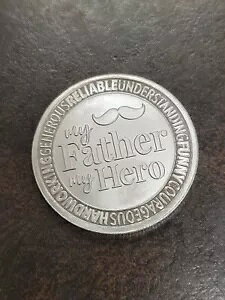 my
Father
my Hero
RELIABLE UNDERSTANDING FUNNY COURAGEOUS HARDWORKING GENEROUS